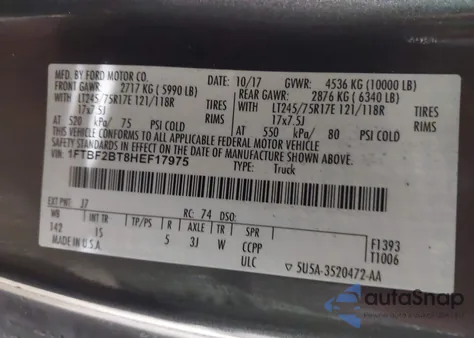 MFD. BY FORD MOTOR CO. DATE: 10/17 GVWR: 4536 KG (10000 LB)
FRONT GAWR: 2717 KG (5990 LB) REAR GAWR: 2876 KG (6340 LB)
WITH LT245/75R17E 121/118R TIRES WITH LT245/75R17E 121/118R TIRES
17x7.5J RIMS 17x7.5J RIMS
AT 520 kPa/ 75 PSI COLD AT 550 kPa/ 80 PSI COLD
THIS VEHICLE CONFORMS TO ALL APPLICABLE FEDERAL MOTOR VEHICLE
SAFETY STANDARDS IN EFFECT ON THE DATE OF MANUFACTURE SHOWN ABOVE.
VIN: 1FTBF2BT8HEF17975
TYPE: Truck
EXT PNT: J7 RC: 74 DSO:
WB INT TR TP/PS R AXLE TR SPR F1393
142 IS 5 3J W CCPP T1006
MADE IN U.S.A. ULC ▽ 5U5A-3520472-AA
autoSnap